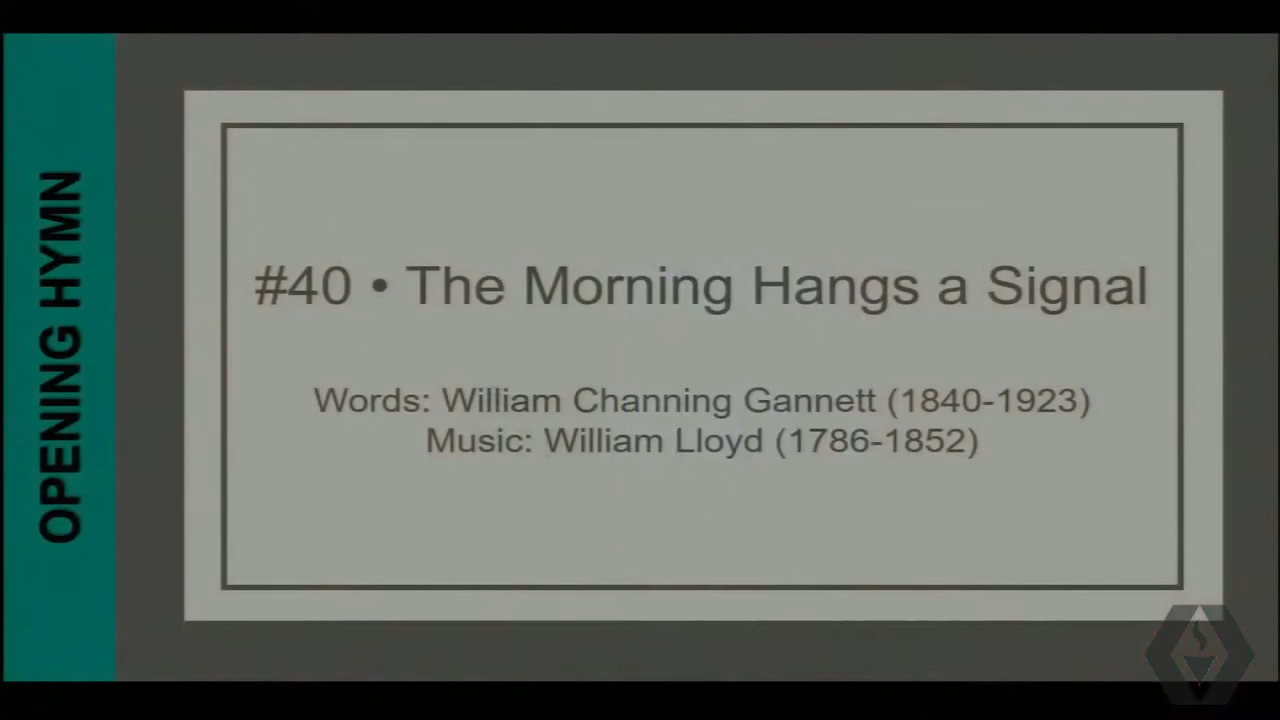 OPENING HYMN
#40 • The Morning Hangs a Signal
Words: William Channing Gannett (1840-1923)
Music: William Lloyd (1786-1852)